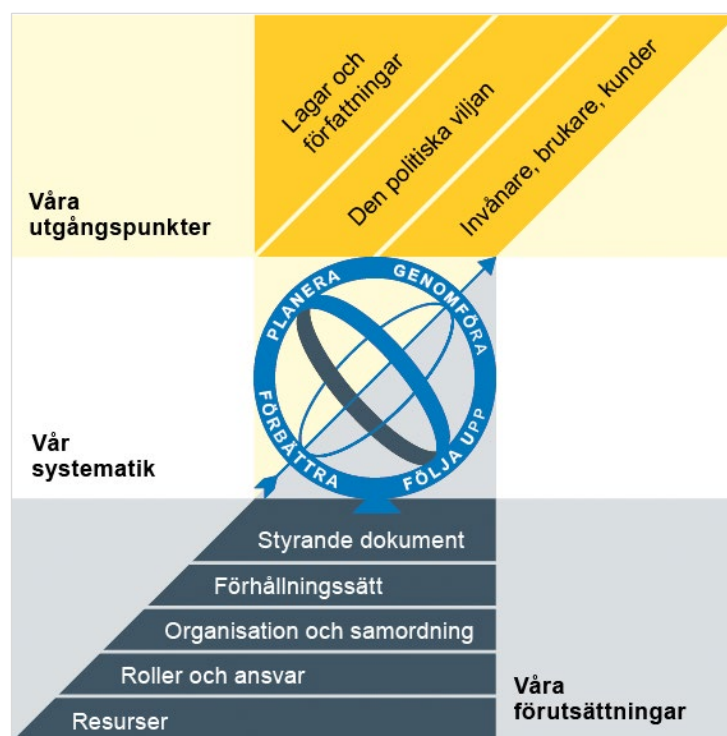 Lagar och
författningar
Den politiska viljan
Invånare, brukare, kunder
Våra
utgångspunkter
PLANERA
GENOMFÖRA
FÖRBÄTTRA
FÖLJA UPP
Vår
systematik
Styrande dokument
Förhållningssätt
Organisation och samordning
Roller och ansvar
Resurser
Våra
förutsättningar